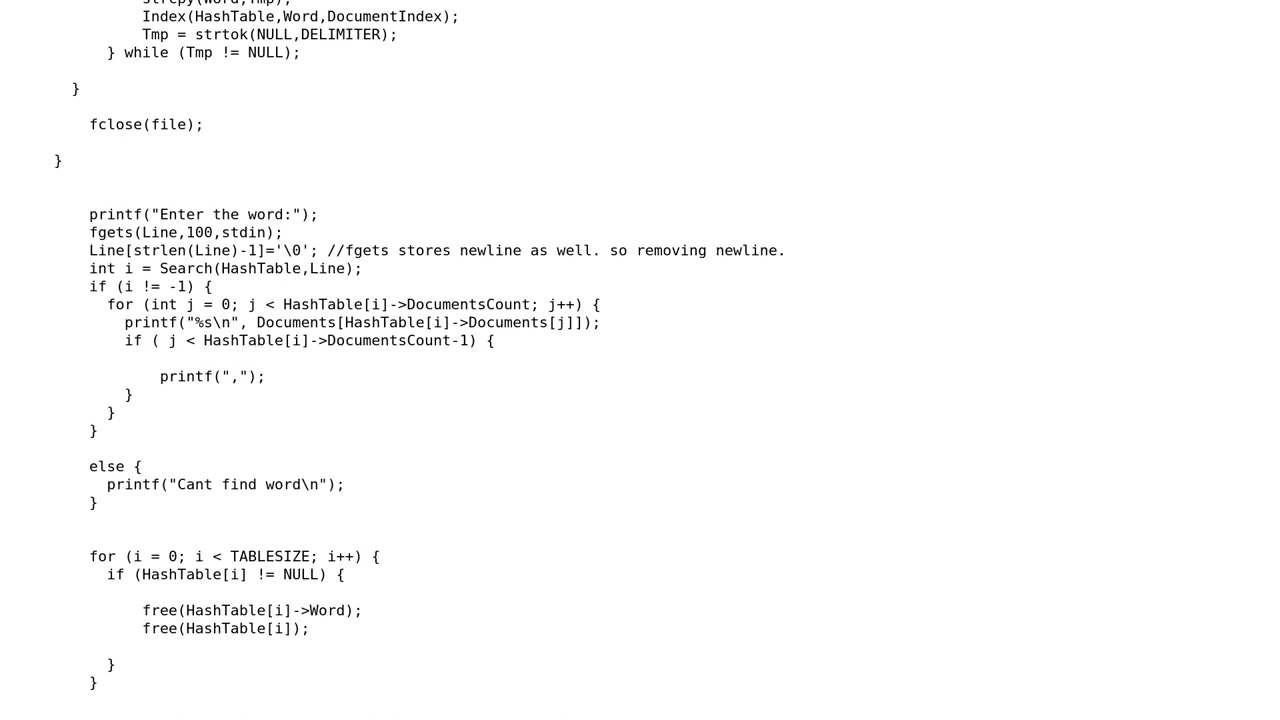 strcpy(Word,Tmp);
Index(HashTable,Word,DocumentIndex);
Tmp = strtok(NULL,DELIMITER);
} while (Tmp != NULL);
}
fclose(file);
}
printf("Enter the word:");
fgets(Line,100,stdin);
Line[strlen(Line)-1]='\0'; //fgets stores newline as well. so removing newline.
int i = Search(HashTable,Line);
if (i != -1) {
for (int j = 0; j < HashTable[i]->DocumentsCount; j++) {
printf("%s\n", Documents[HashTable[i]->Documents[j]]);
if ( j < HashTable[i]->DocumentsCount-1) {
printf(",");
}
}
}
else {
printf("Cant find word\n");
}
for (i = 0; i < TABLESIZE; i++) {
if (HashTable[i] != NULL) {
free(HashTable[i]->Word);
free(HashTable[i]);
}
}